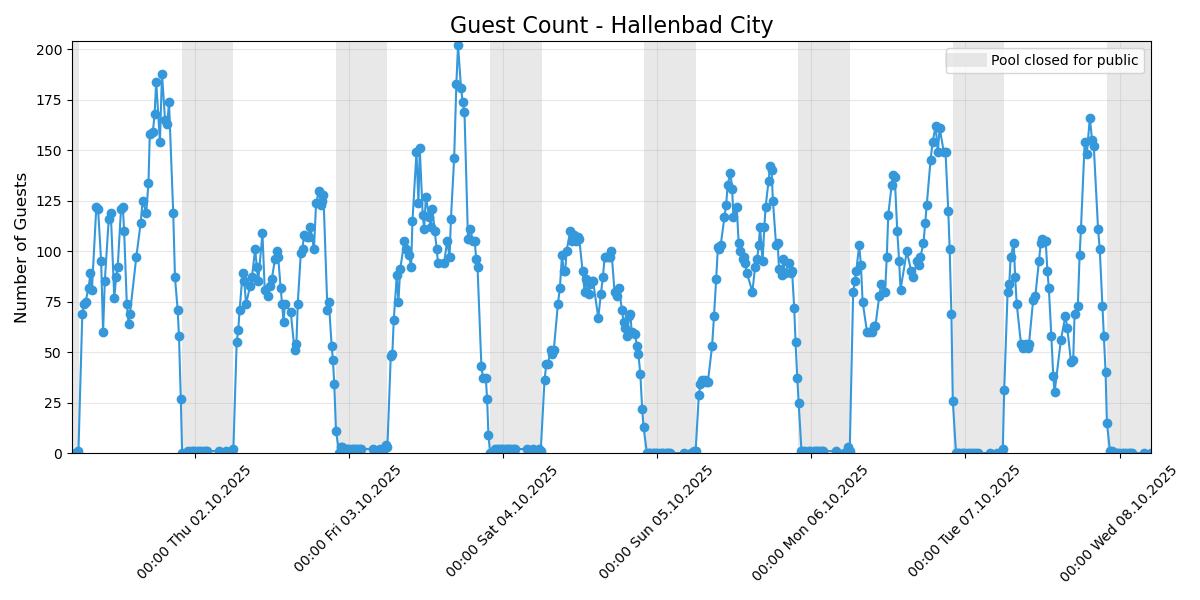 Guest Count - Hallenbad City
Pool closed for public
Number of Guests
200
175
150
125
100
75
50
25
0
00:00 Thu 02.10.2025
00:00 Fri 03.10.2025
00:00 Sat 04.10.2025
00:00 Sun 05.10.2025
00:00 Mon 06.10.2025
00:00 Tue 07.10.2025
00:00 Wed 08.10.2025